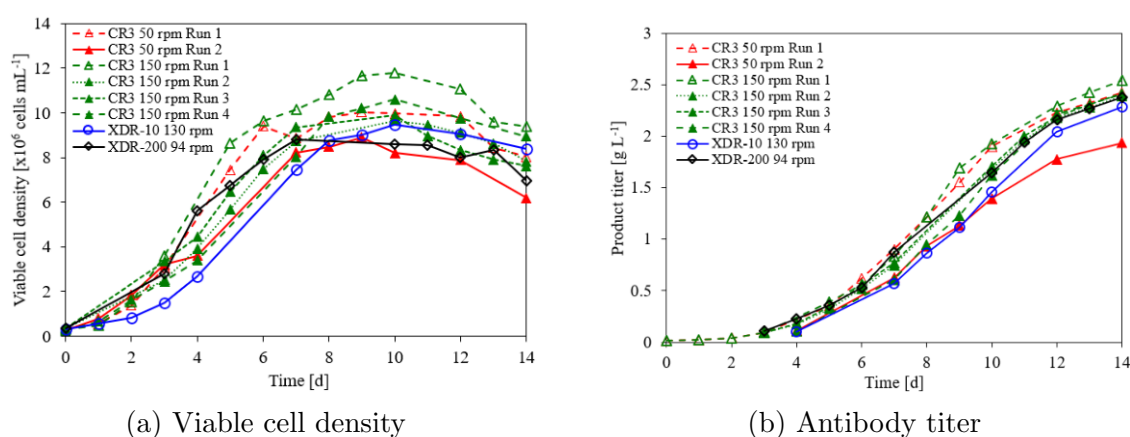 14
12
10
8
6
4
2
0
Viable cell density [x10⁶ cells mL⁻¹]
CR3 50 rpm Run 1
CR3 50 rpm Run 2
CR3 150 rpm Run 1
CR3 150 rpm Run 2
CR3 150 rpm Run 3
CR3 150 rpm Run 4
XDR-10 130 rpm
XDR-200 94 rpm
0 2 4 6 8 10 12 14
Time [d]
(a) Viable cell density
3
2.5
2
1.5
1
0.5
0
Product titer [g L⁻¹]
CR3 50 rpm Run 1
CR3 50 rpm Run 2
CR3 150 rpm Run 1
CR3 150 rpm Run 2
CR3 150 rpm Run 3
CR3 150 rpm Run 4
XDR-10 130 rpm
XDR-200 94 rpm
0 2 4 6 8 10 12 14
Time [d]
(b) Antibody titer